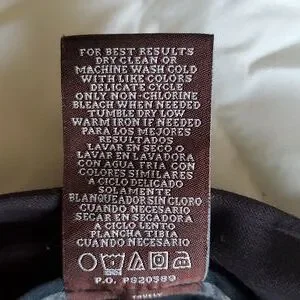 FOR BEST RESULTS
DRY CLEAN OR
MACHINE WASH COLD
WITH LIKE COLORS
DELICATE CYCLE
ONLY NON-CHLORINE
BLEACH WHEN NEEDED
TUMBLE DRY LOW
WARM IRON IF NEEDED
PARA LOS MEJORES
RESULTADOS
LAVAR EN SECO O
LAVAR EN LAVADORA
CON AGUA FRIA CON
COLORES SIMILARES
A CICLO DELICADO
SOLAMENTE
BLANQUEADOR SIN CLORO
CUANDO NECESARIO
SECAR EN SECADORA
A CICLO LENTO
PLANCHA TIBIA
CUANDO NECESARIO
P.O. PS20589